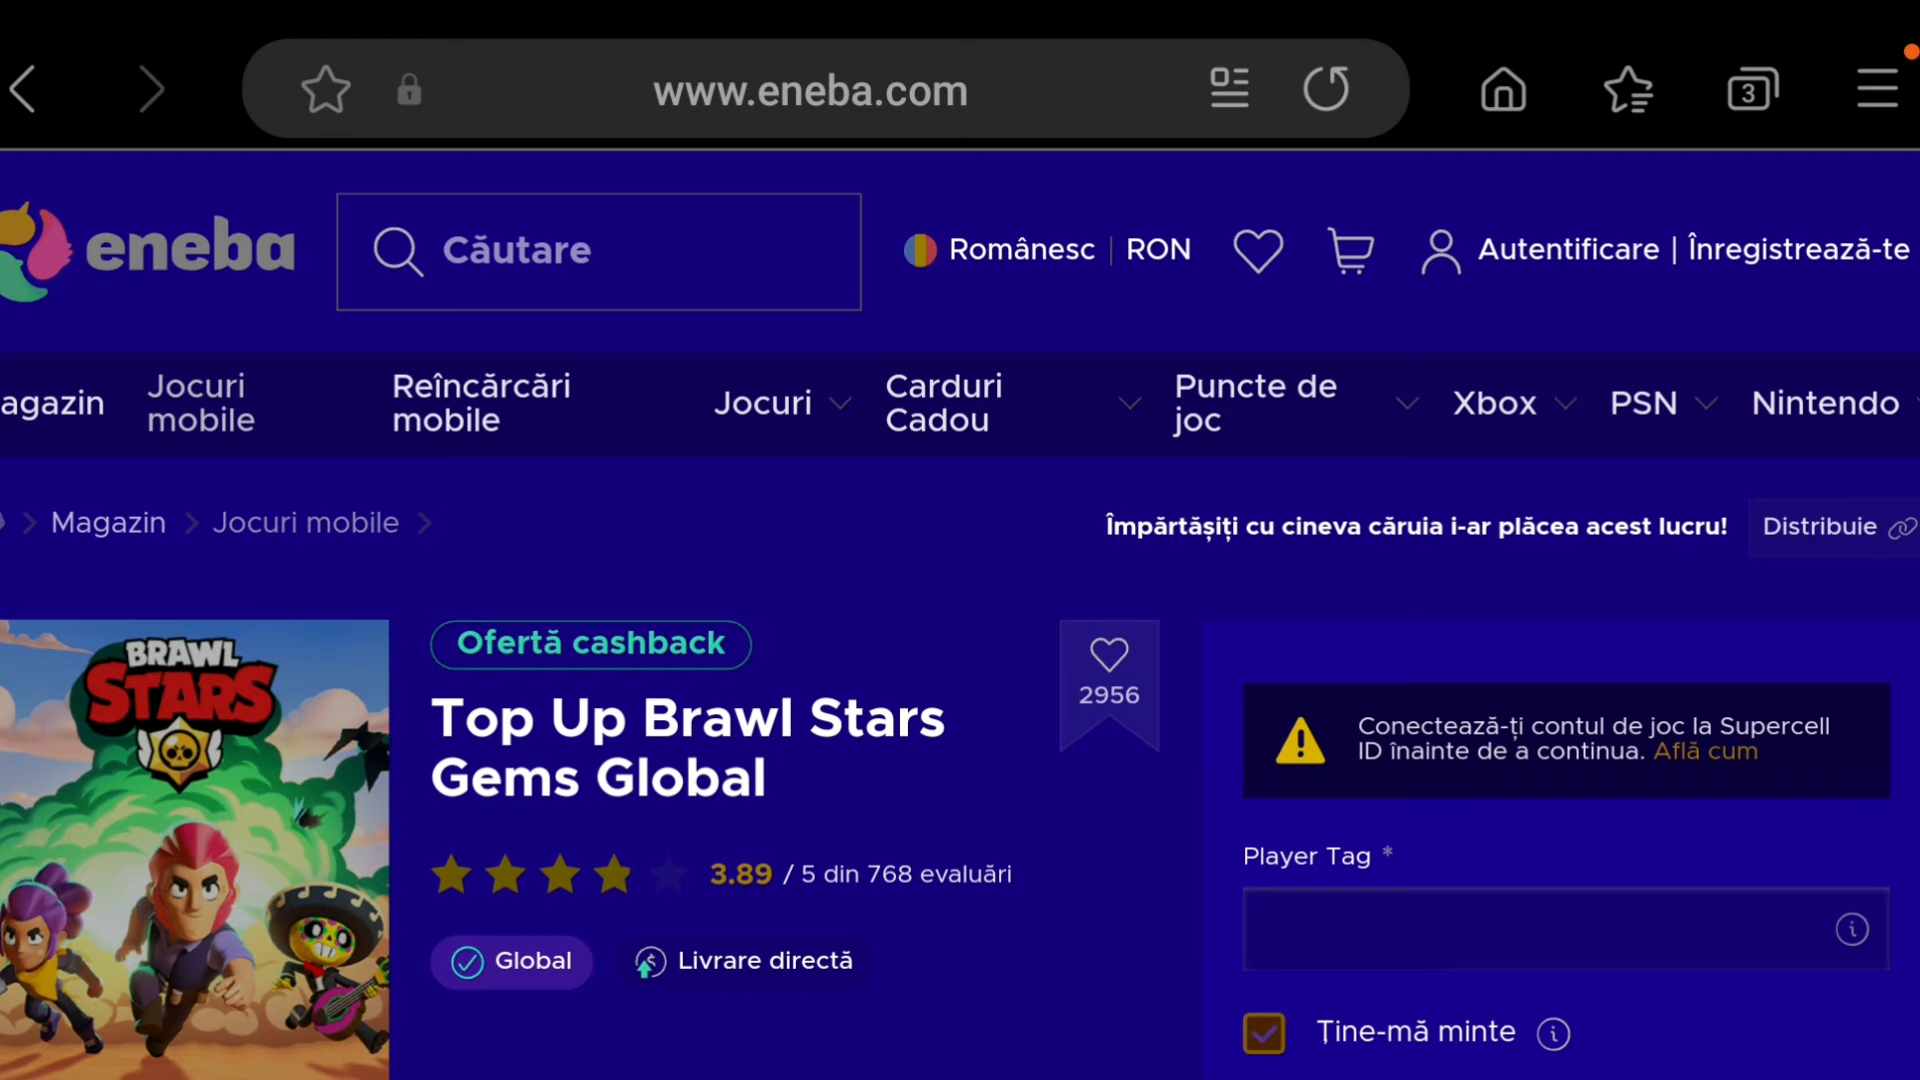 www.eneba.com
3
eneba
Căutare
Românesc | RON
Autentificare | Înregistrează-te
agazin
Jocuri
mobile
Reîncărcări
mobile
Jocuri
Carduri
Cadou
Puncte de
joc
Xbox
PSN
Nintendo
Magazin
Jocuri mobile
Împărtășiți cu cineva căruia i-ar plăcea acest lucru!
Distribuie
BRAWL
STARS
Ofertă cashback
Top Up Brawl Stars
Gems Global
2956
3.89 / 5 din 768 evaluări
Global
Livrare directă
Conectează-ți contul de joc la Supercell
ID înainte de a continua. Află cum
Player Tag *
Ține-mă minte